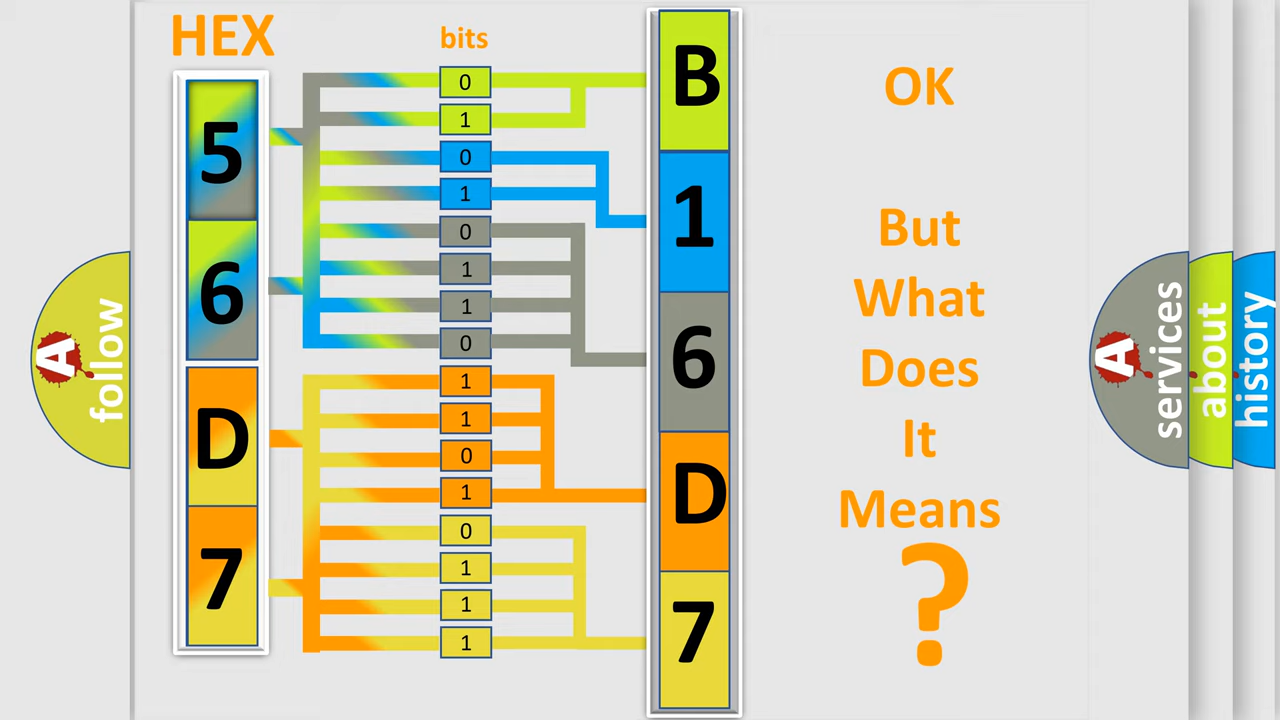 HEX
bits
5
6
D
7
0
1
0
1
0
1
1
0
1
1
0
1
0
1
1
1
B
1
6
D
7
OK
But
What
Does
It
Means
?
A
follow
A
services
about
history